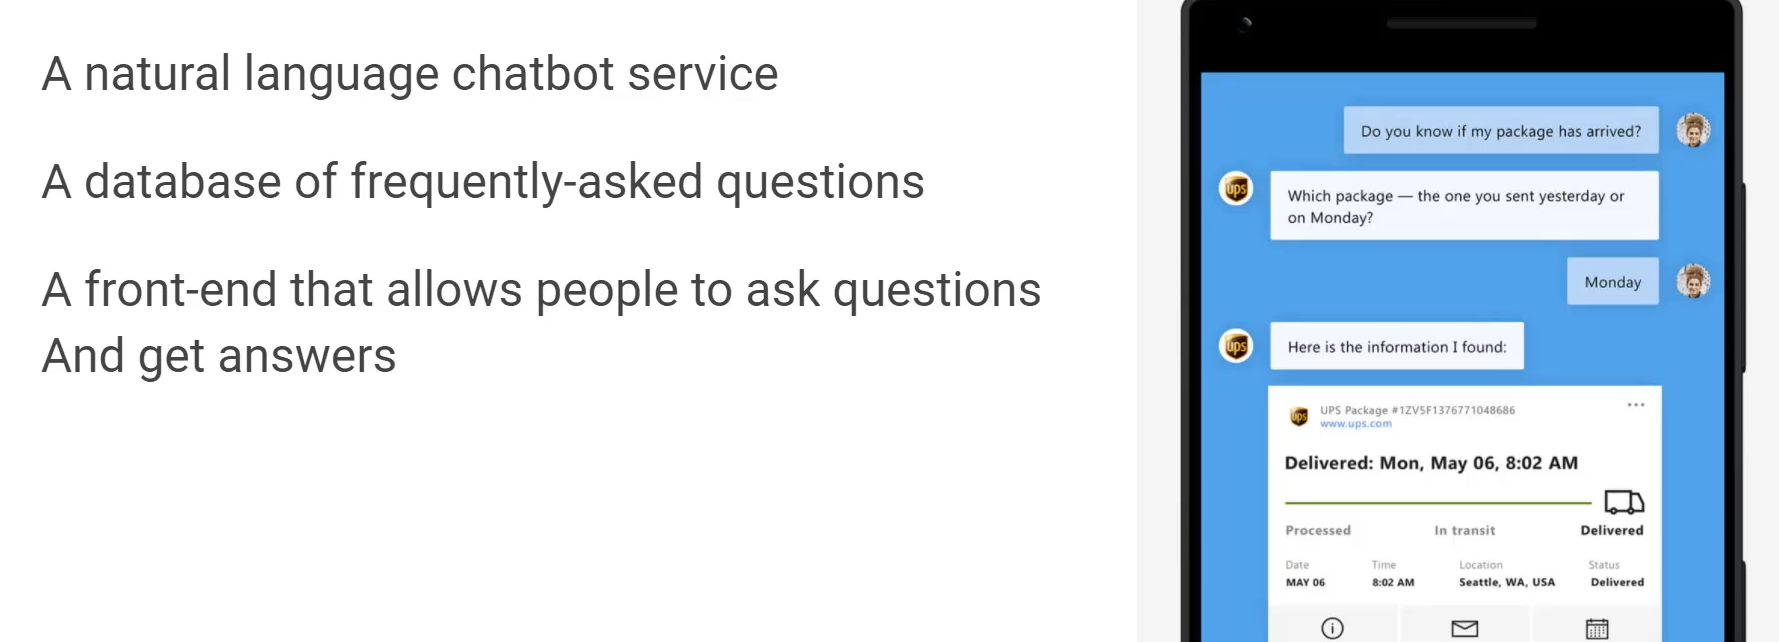 A natural language chatbot service
A database of frequently-asked questions
A front-end that allows people to ask questions
And get answers
Do you know if my package has arrived?
ups
Which package — the one you sent yesterday or
on Monday?
Monday
ups
Here is the information I found:
ups
UPS Package #1ZV5F1376771048686
www.ups.com
Delivered: Mon, May 06, 8:02 AM
Processed In transit Delivered
Date Time Location Status
MAY 06 8:02 AM Seattle, WA, USA Delivered